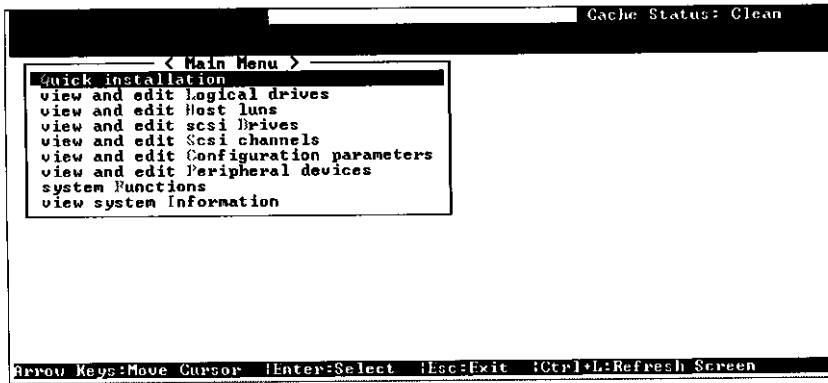 Cache Status: Clean
< Main Menu >
Quick installation
view and edit Logical drives
view and edit Host luns
view and edit scsi Drives
view and edit Scsi channels
view and edit Configuration parameters
view and edit Peripheral devices
system Functions
view system Information
Arrow Keys:Move Cursor |Enter:Select |Esc:Exit |Ctrl+L:Refresh Screen